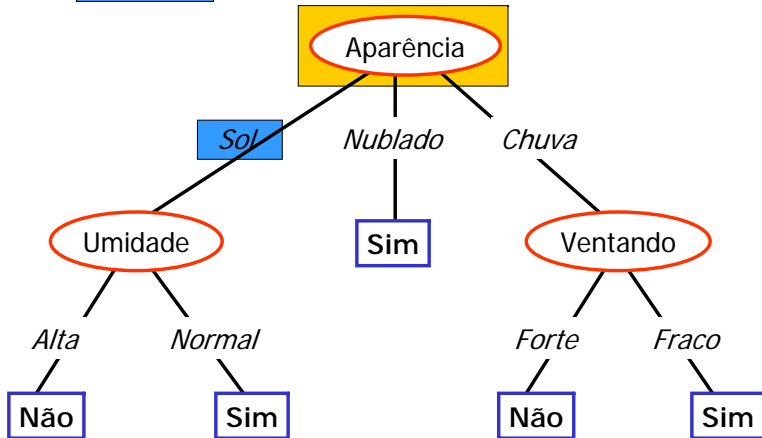 Aparência
Sol Nublado Chuva
Umidade Sim Ventando
Alta Normal Forte Fraco
Não Sim Não Sim